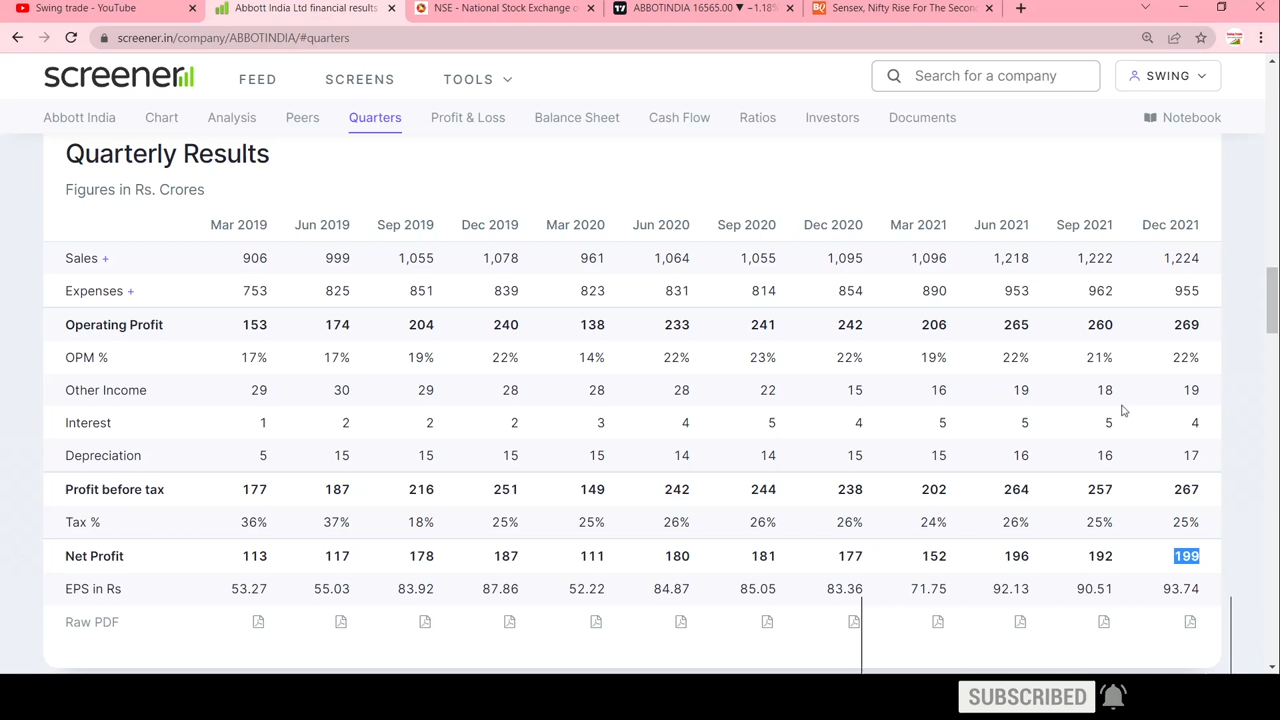 Swing trade - YouTube
Abbott India Ltd financial results
NSE - National Stock Exchange o
ABBOTINDIA 16565.00 ▼ −1.18%
BQ Sensex, Nifty Rise For The Secon
screener.in/company/ABBOTINDIA/#quarters
screener FEED SCREENS TOOLS Search for a company SWING
Abbott India Chart Analysis Peers Quarters Profit & Loss Balance Sheet Cash Flow Ratios Investors Documents Notebook
Quarterly Results
Figures in Rs. Crores
Mar 2019 Jun 2019 Sep 2019 Dec 2019 Mar 2020 Jun 2020 Sep 2020 Dec 2020 Mar 2021 Jun 2021 Sep 2021 Dec 2021
Sales + 906 999 1,055 1,078 961 1,064 1,055 1,095 1,096 1,218 1,222 1,224
Expenses + 753 825 851 839 823 831 814 854 890 953 962 955
Operating Profit 153 174 204 240 138 233 241 242 206 265 260 269
OPM % 17% 17% 19% 22% 14% 22% 23% 22% 19% 22% 21% 22%
Other Income 29 30 29 28 28 28 22 15 16 19 18 19
Interest 1 2 2 2 3 4 5 4 5 5 5 4
Depreciation 5 15 15 15 15 14 14 15 15 16 16 17
Profit before tax 177 187 216 251 149 242 244 238 202 264 257 267
Tax % 36% 37% 18% 25% 25% 26% 26% 26% 24% 26% 25% 25%
Net Profit 113 117 178 187 111 180 181 177 152 196 192 199
EPS in Rs 53.27 55.03 83.92 87.86 52.22 84.87 85.05 83.36 71.75 92.13 90.51 93.74
Raw PDF
SUBSCRIBED